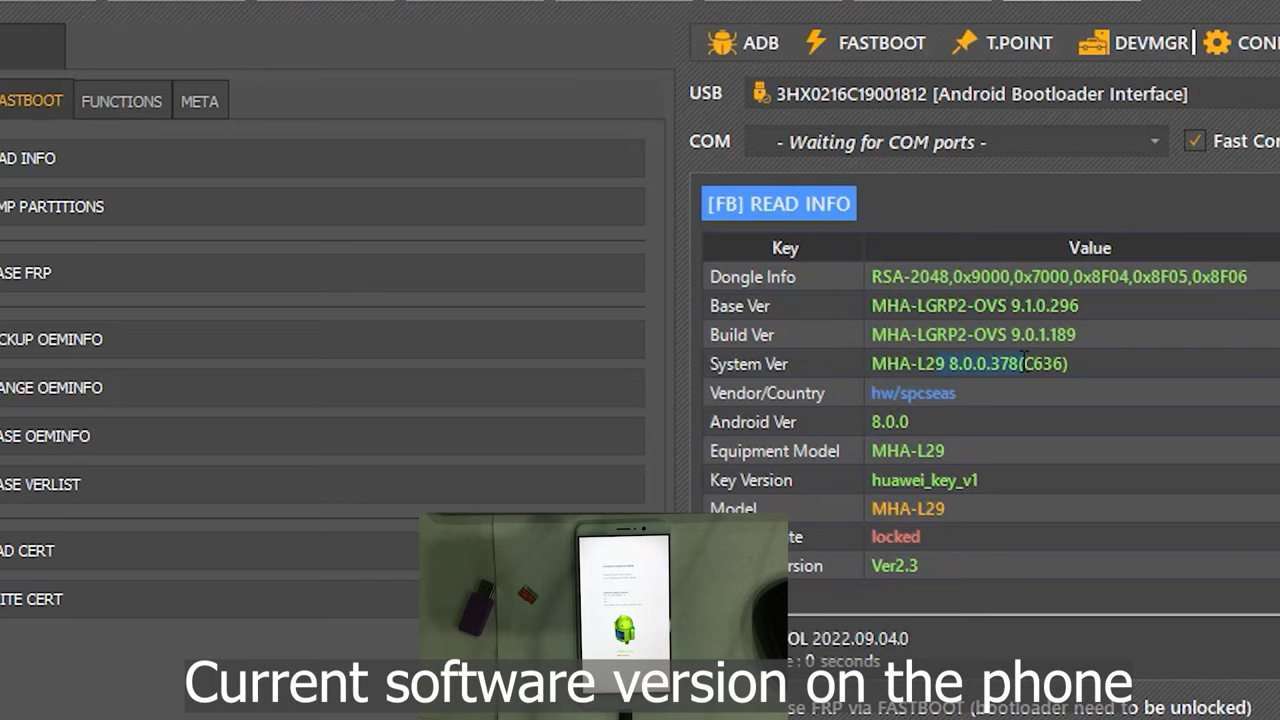 ADB FASTBOOT T.POINT DEVMGR CON
ASTBOOT FUNCTIONS META
USB 3HX0216C19001812 [Android Bootloader Interface]
COM - Waiting for COM ports - Fast Co
AD INFO
MP PARTITIONS
ASE FRP
CKUP OEMINFO
ANGE OEMINFO
ASE OEMINFO
ASE VERLIST
AD CERT
ITE CERT
[FB] READ INFO
Key Value
Dongle Info RSA-2048,0x9000,0x7000,0x8F04,0x8F05,0x8F06
Base Ver MHA-LGRP2-OVS 9.1.0.296
Build Ver MHA-LGRP2-OVS 9.0.1.189
System Ver MHA-L29 8.0.0.378(C636)
Vendor/Country hw/spcseas
Android Ver 8.0.0
Equipment Model MHA-L29
Key Version huawei_key_v1
Model MHA-L29
te locked
rsion Ver2.3
OL 2022.09.04.0
e : 0 seconds
se FRP via FASTBOOT (bootloader need to be unlocked)
Current software version on the phone